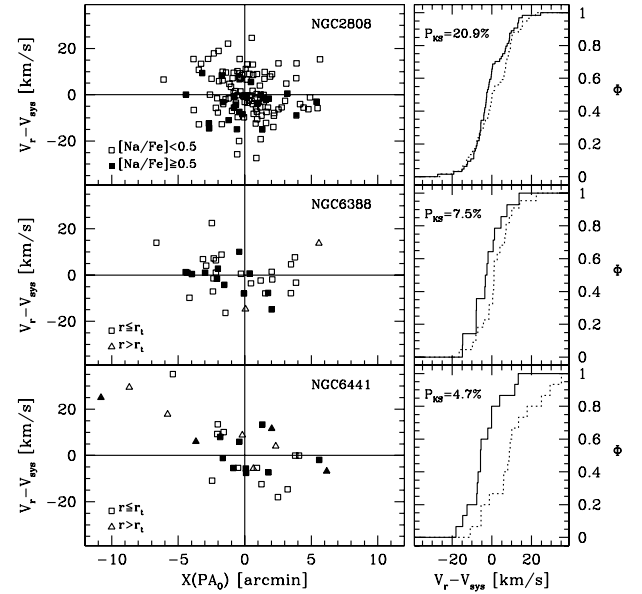 NGC2808
V_r−V_sys [km/s]
20
0
−20
[Na/Fe]<0.5
[Na/Fe]≥0.5
P_KS=20.9%
1
0.8
0.6
0.4
0.2
0
Φ
NGC6388
V_r−V_sys [km/s]
20
0
−20
r≤r_t
r>r_t
P_KS=7.5%
1
0.8
0.6
0.4
0.2
0
Φ
NGC6441
V_r−V_sys [km/s]
20
0
−20
r≤r_t
r>r_t
P_KS=4.7%
1
0.8
0.6
0.4
0.2
0
Φ
−10 −5 0 5 10
X(PA_0) [arcmin]
−20 0 20
V_r−V_sys [km/s]